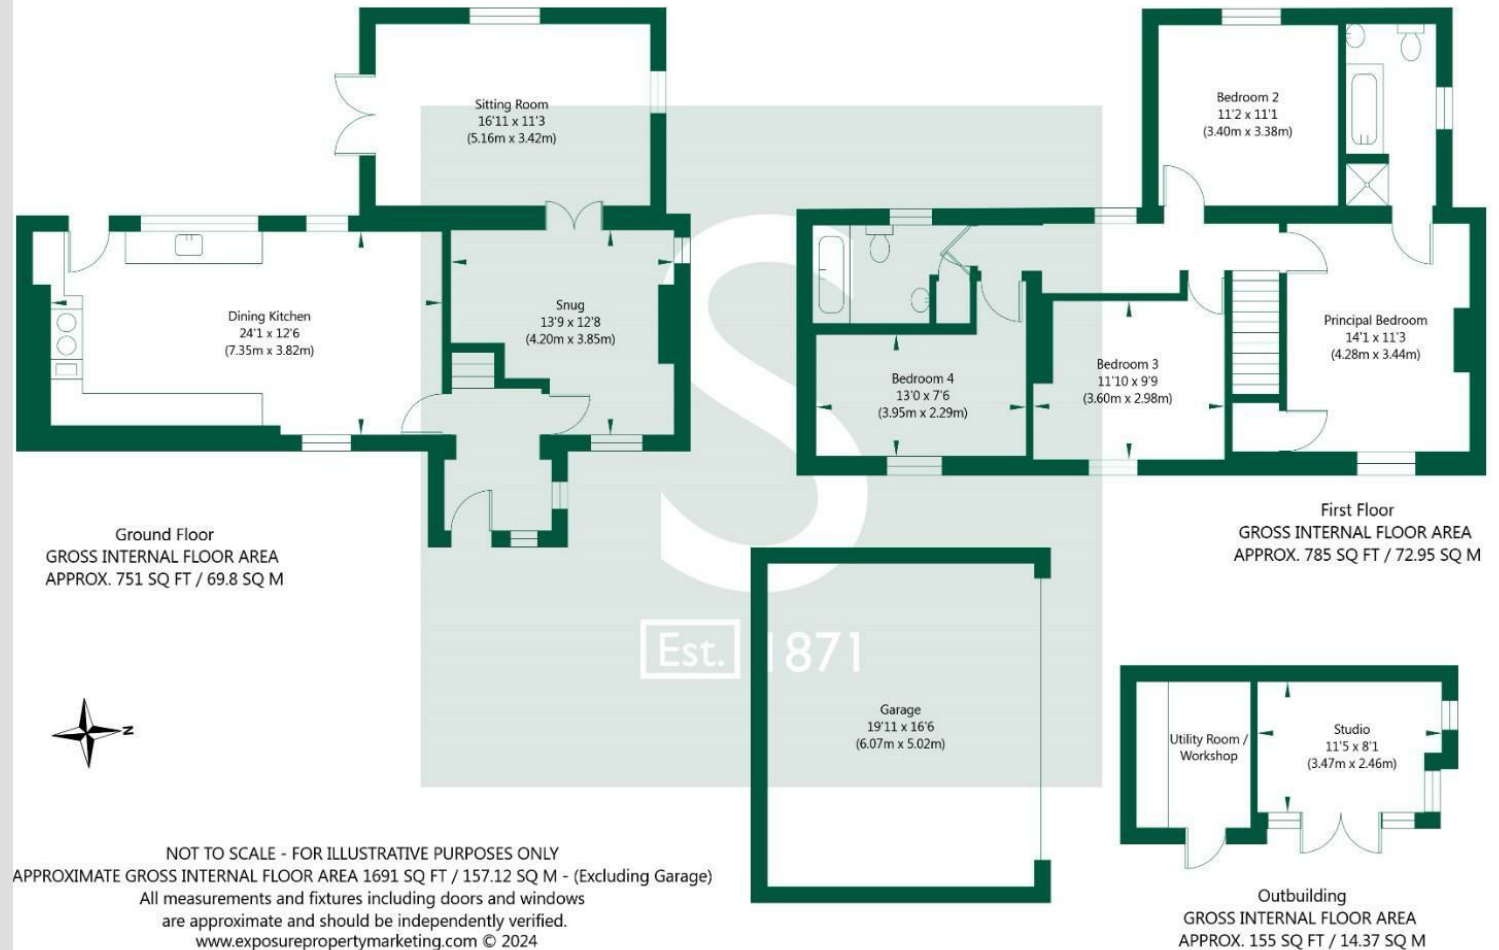 Sitting Room
16'11 x 11'3
(5.16m x 3.42m)
Bedroom 2
11'2 x 11'1
(3.40m x 3.38m)
Dining Kitchen
24'1 x 12'6
(7.35m x 3.82m)
Snug
13'9 x 12'8
(4.20m x 3.85m)
Principal Bedroom
14'1 x 11'3
(4.28m x 3.44m)
Bedroom 4
13'0 x 7'6
(3.95m x 2.29m)
Bedroom 3
11'10 x 9'9
(3.60m x 2.98m)
Ground Floor
GROSS INTERNAL FLOOR AREA
APPROX. 751 SQ FT / 69.8 SQ M
First Floor
GROSS INTERNAL FLOOR AREA
APPROX. 785 SQ FT / 72.95 SQ M
S
Est. 1871
N
Garage
19'11 x 16'6
(6.07m x 5.02m)
Utility Room /
Workshop
Studio
11'5 x 8'1
(3.47m x 2.46m)
Outbuilding
GROSS INTERNAL FLOOR AREA
APPROX. 155 SQ FT / 14.37 SQ M
NOT TO SCALE - FOR ILLUSTRATIVE PURPOSES ONLY
APPROXIMATE GROSS INTERNAL FLOOR AREA 1691 SQ FT / 157.12 SQ M - (Excluding Garage)
All measurements and fixtures including doors and windows
are approximate and should be independently verified.
www.exposurepropertymarketing.com © 2024